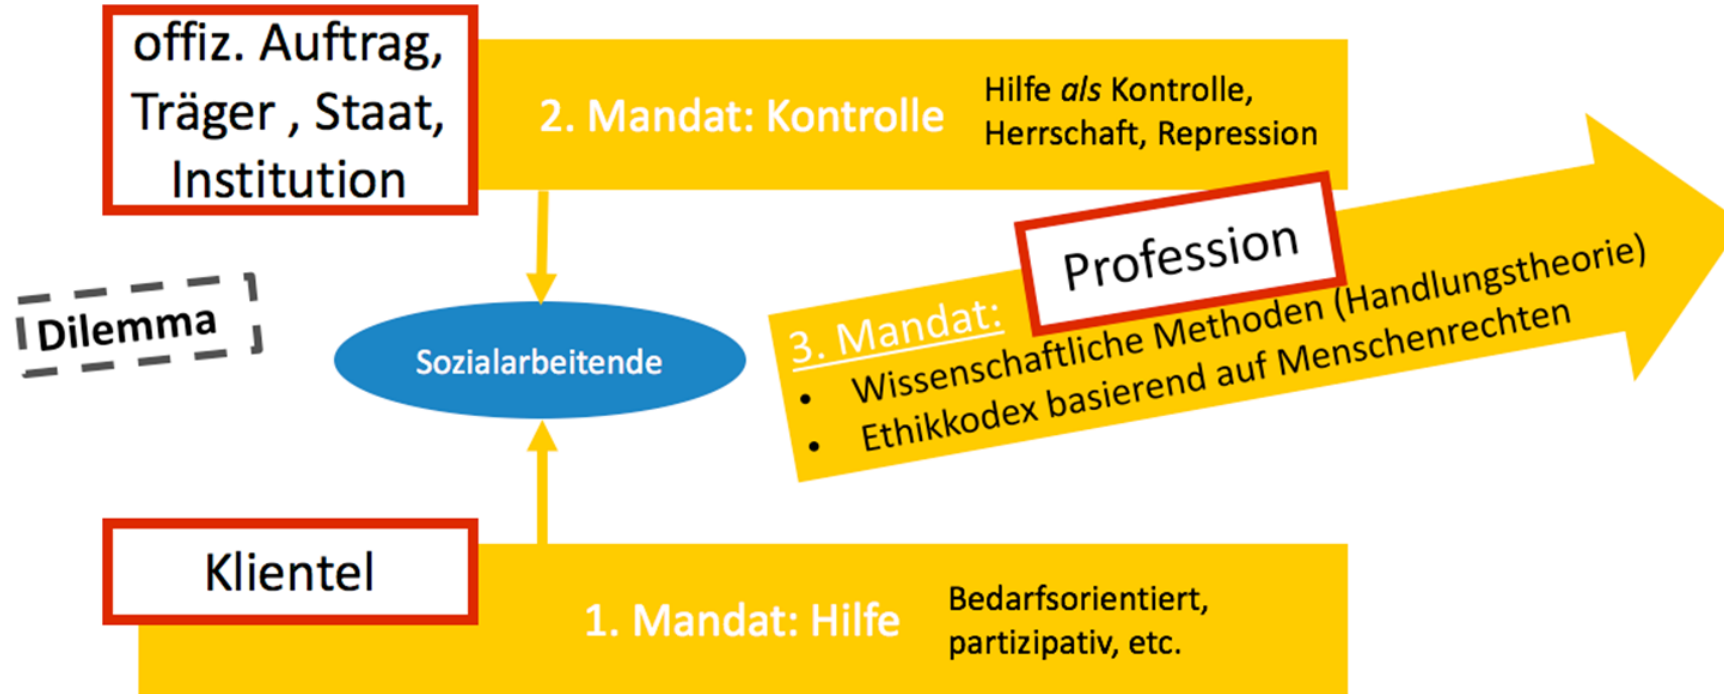 offiz. Auftrag,
Träger , Staat,
Institution
2. Mandat: Kontrolle
Hilfe als Kontrolle,
Herrschaft, Repression
Dilemma
Sozialarbeitende
Profession
3. Mandat:
• Wissenschaftliche Methoden (Handlungstheorie)
• Ethikkodex basierend auf Menschenrechten
Klientel
1. Mandat: Hilfe
Bedarfsorientiert,
partizipativ, etc.